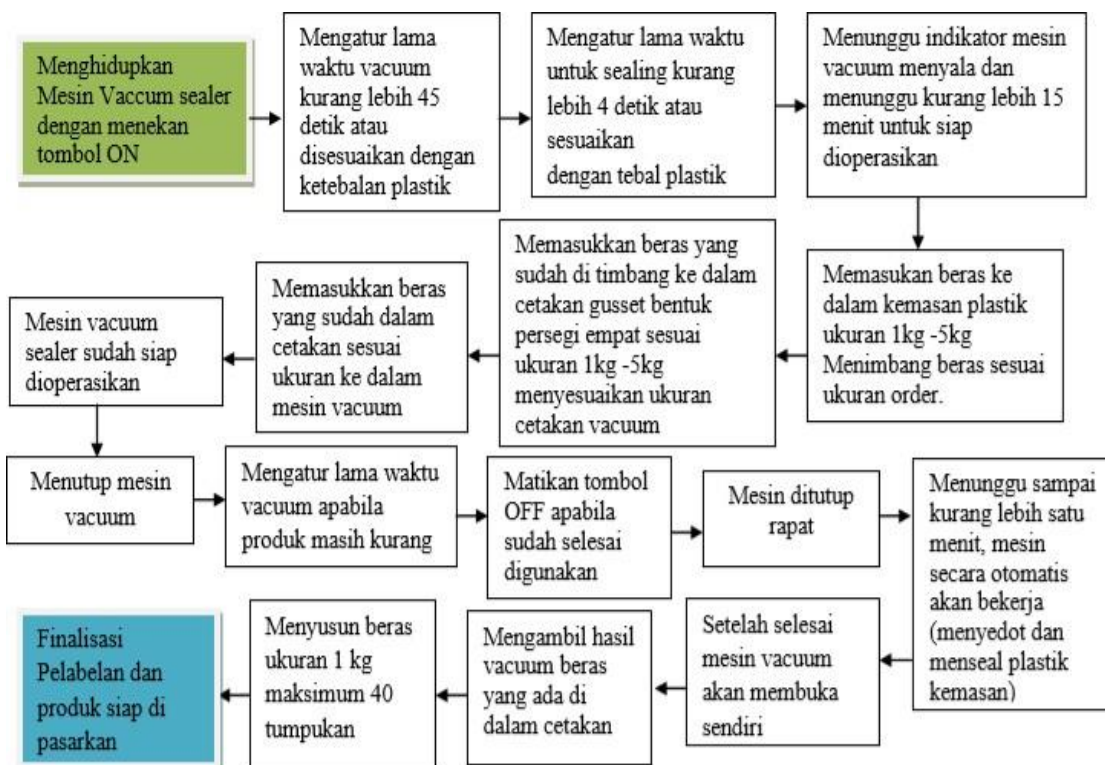 Menghidupkan
Mesin Vaccum sealer
dengan menekan
tombol ON
Mengatur lama
waktu vacuum
kurang lebih 45
detik atau
disesuaikan dengan
ketebalan plastik
Mengatur lama waktu
untuk sealing kurang
lebih 4 detik atau
sesuaikan
dengan tebal plastik
Menunggu indikator mesin
vacuum menyala dan
menunggu kurang lebih 15
menit untuk siap
dioperasikan
Memasukan beras ke
dalam kemasan plastik
ukuran 1kg -5kg
Menimbang beras sesuai
ukuran order.
Memasukkan beras yang
sudah di timbang ke dalam
cetakan gusset bentuk
persegi empat sesuai
ukuran 1kg -5kg
menyesuaikan ukuran
cetakan vacuum
Memasukkan beras
yang sudah dalam
cetakan sesuai
ukuran ke dalam
mesin vacuum
Mesin vacuum
sealer sudah siap
dioperasikan
Menutup mesin
vacuum
Mengatur lama waktu
vacuum apabila
produk masih kurang
Matikan tombol
OFF apabila
sudah selesai
digunakan
Mesin ditutup
rapat
Menunggu sampai
kurang lebih satu
menit, mesin
secara otomatis
akan bekerja
(menyedot dan
menseal plastik
kemasan)
Setelah selesai
mesin vacuum
akan membuka
sendiri
Mengambil hasil
vacuum beras
yang ada di
dalam cetakan
Menyusun beras
ukuran 1 kg
maksimum 40
tumpukan
Finalisasi
Pelabelan dan
produk siap di
pasarkan